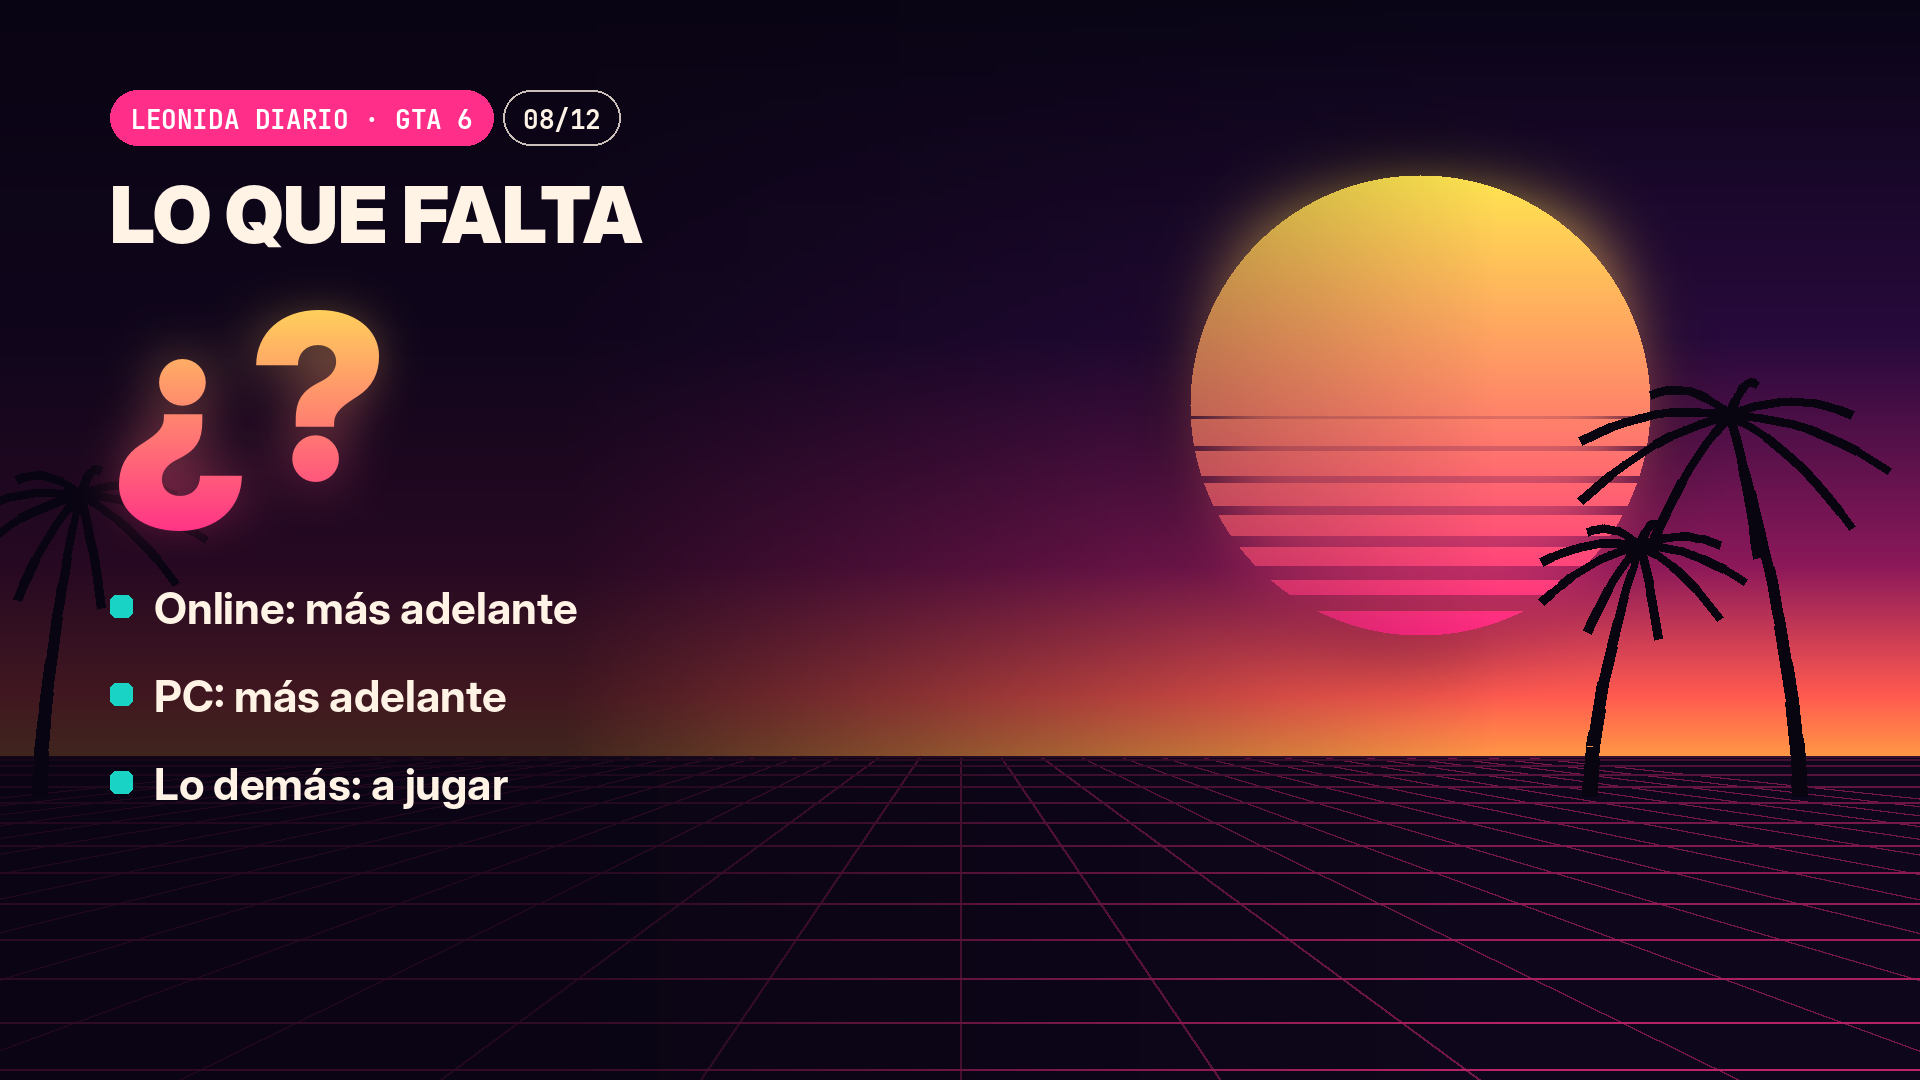 LEONIDA DIARIO · GTA 6 08/12
LO QUE FALTA
¿?
Online: más adelante
PC: más adelante
Lo demás: a jugar